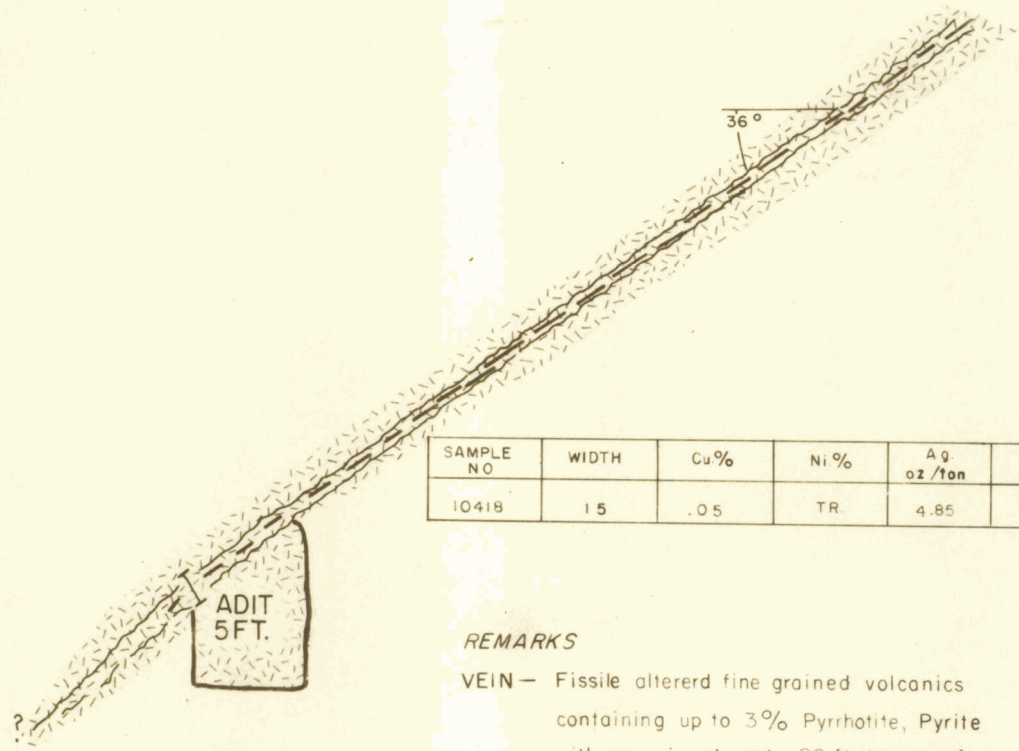 36°
SAMPLE NO WIDTH Cu.% Ni.% Ag. oz/ton
10418 15 .05 TR. 4.85
ADIT
5FT.
REMARKS
VEIN — Fissile altererd fine grained volcanics
containing up to 3% Pyrrhotite, Pyrite
?